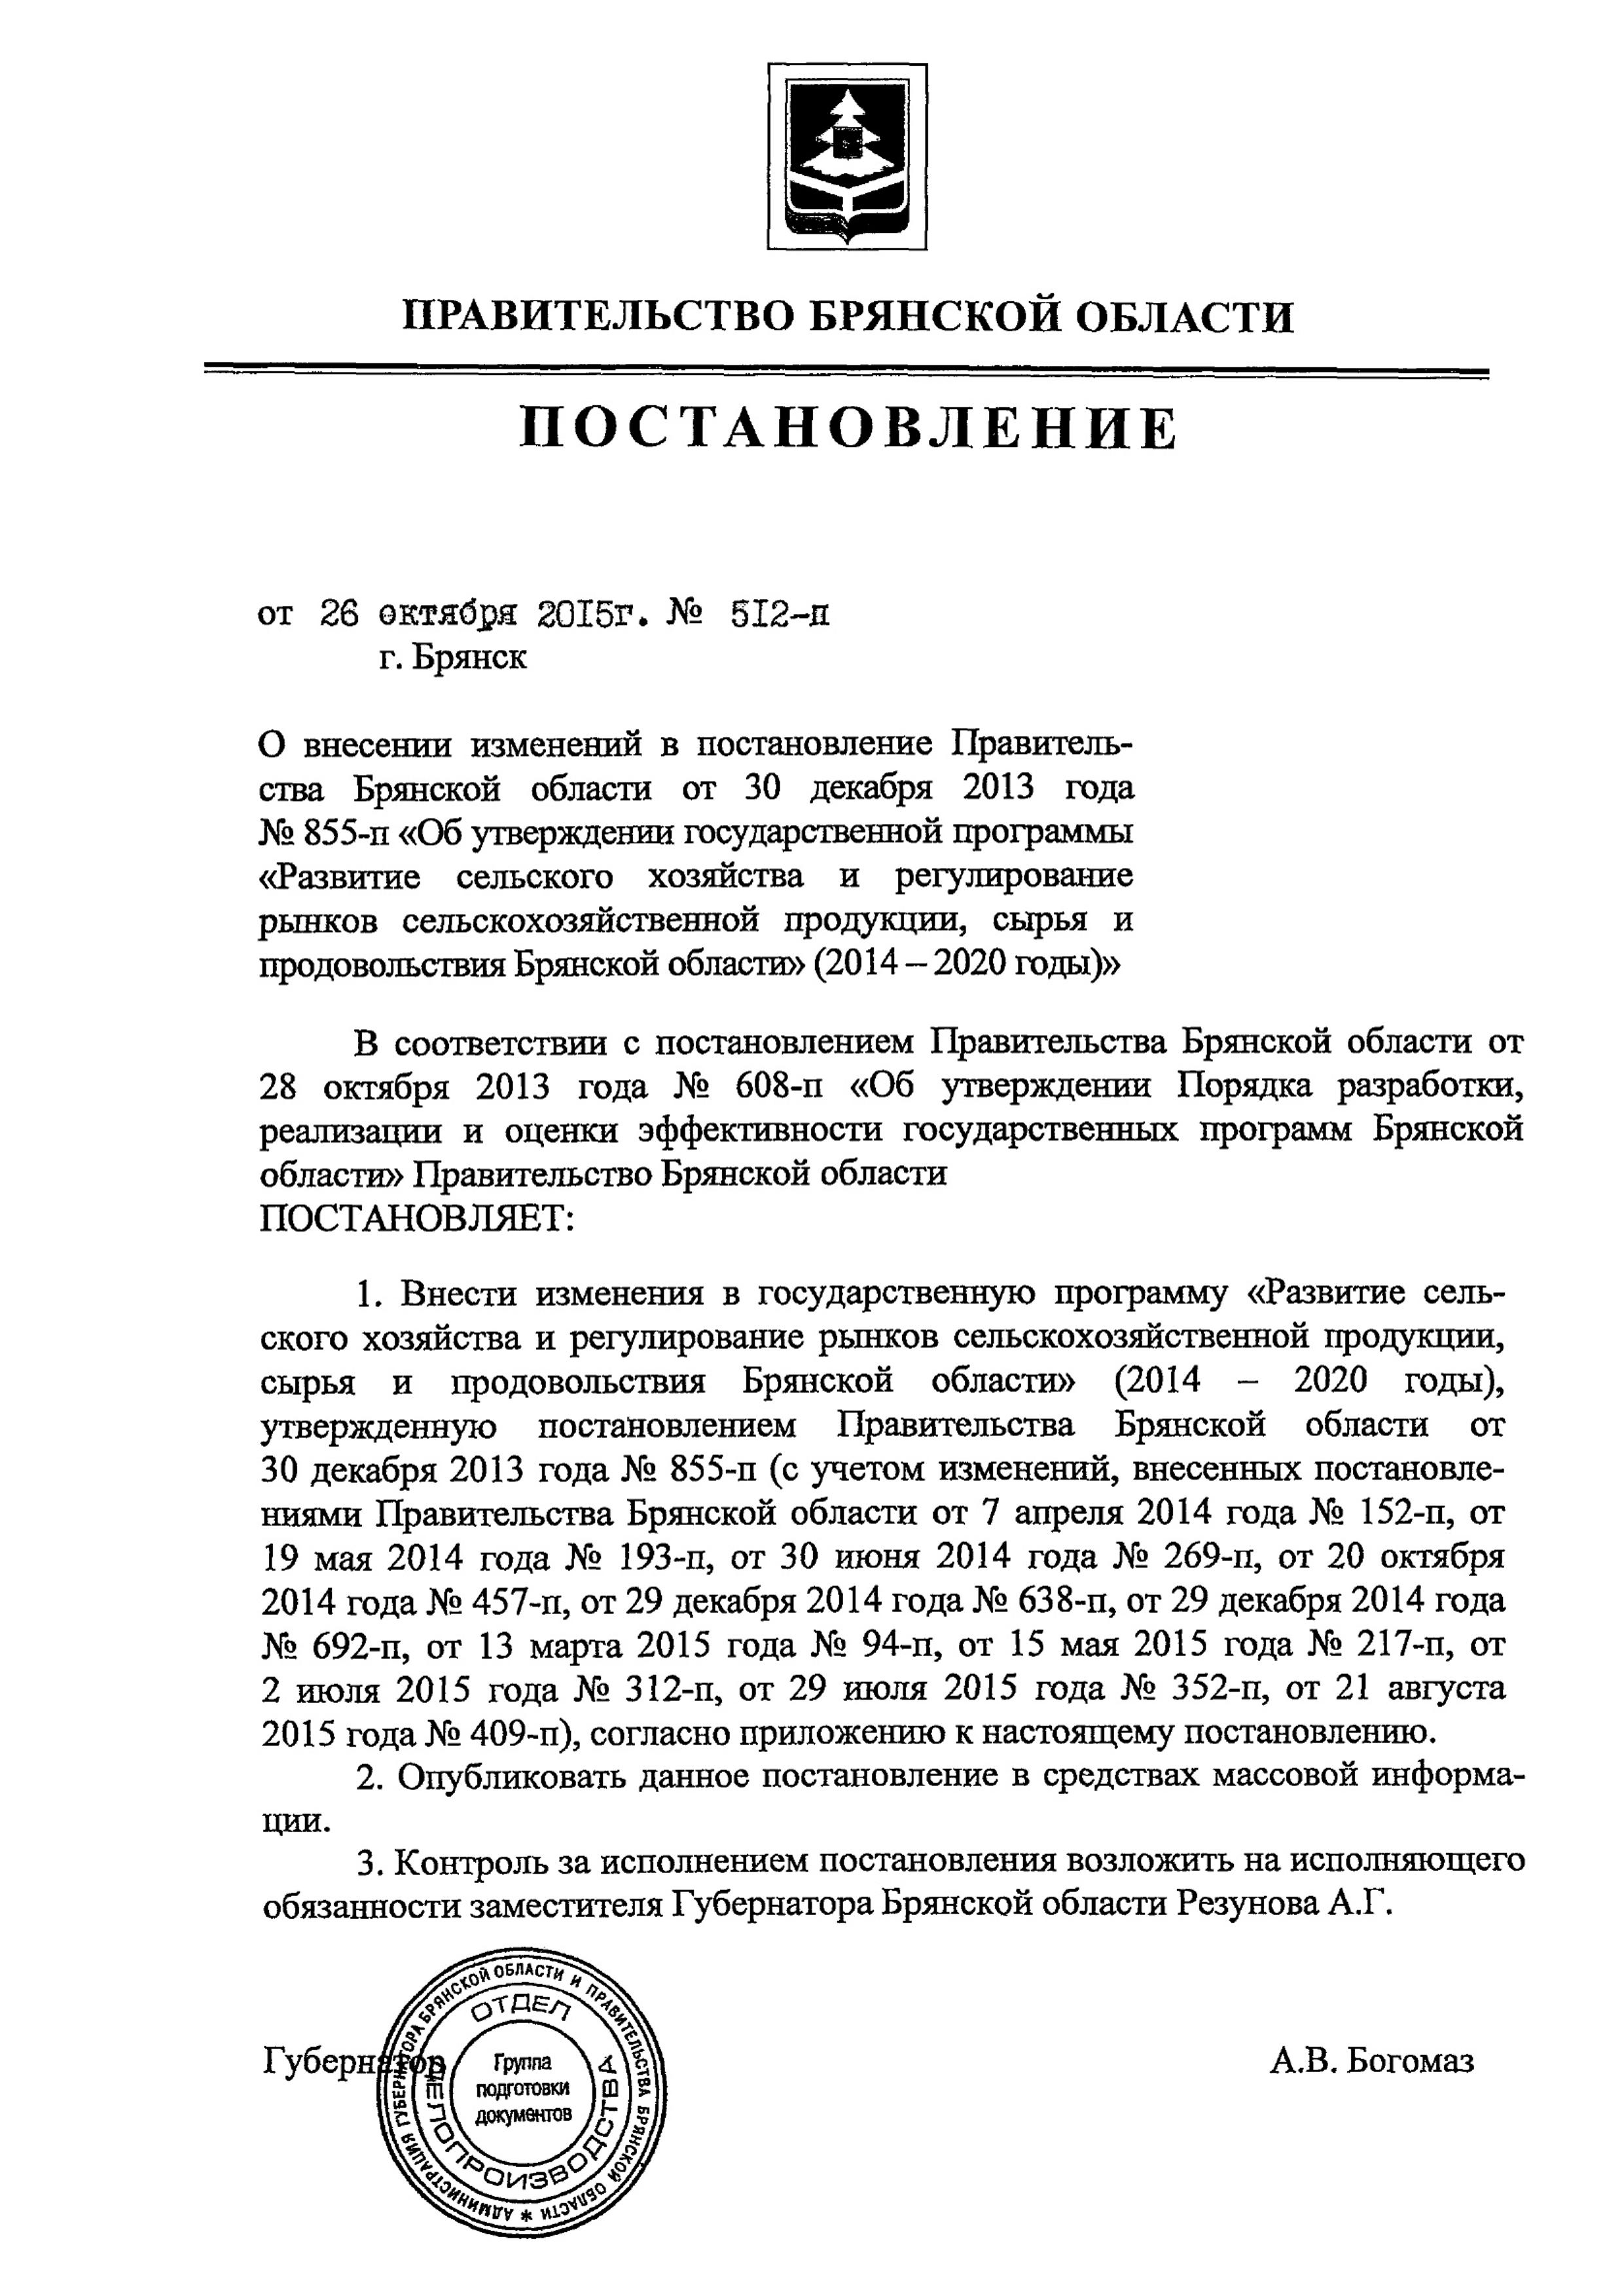 ПРАВИТЕЛЬСТВО БРЯНСКОЙ ОБЛАСТИ
ПОСТАНОВЛЕНИЕ
от 26 октября 2015г. № 512-п
г. Брянск
О внесении изменений в постановление Правитель-
ства Брянской области от 30 декабря 2013 года
№ 855-п «Об утверждении государственной программы
«Развитие сельского хозяйства и регулирование
рынков сельскохозяйственной продукции, сырья и
продовольствия Брянской области» (2014 – 2020 годы)»
В соответствии с постановлением Правительства Брянской области от
28 октября 2013 года № 608-п «Об утверждении Порядка разработки,
реализации и оценки эффективности государственных программ Брянской
области» Правительство Брянской области
ПОСТАНОВЛЯЕТ:
1. Внести изменения в государственную программу «Развитие сель-
ского хозяйства и регулирование рынков сельскохозяйственной продукции,
сырья и продовольствия Брянской области» (2014 – 2020 годы),
утвержденную постановлением Правительства Брянской области от
30 декабря 2013 года № 855-п (с учетом изменений, внесенных постановле-
ниями Правительства Брянской области от 7 апреля 2014 года № 152-п, от
19 мая 2014 года № 193-п, от 30 июня 2014 года № 269-п, от 20 октября
2014 года № 457-п, от 29 декабря 2014 года № 638-п, от 29 декабря 2014 года
№ 692-п, от 13 марта 2015 года № 94-п, от 15 мая 2015 года № 217-п, от
2 июля 2015 года № 312-п, от 29 июля 2015 года № 352-п, от 21 августа
2015 года № 409-п), согласно приложению к настоящему постановлению.
2. Опубликовать данное постановление в средствах массовой информа-
ции.
3. Контроль за исполнением постановления возложить на исполняющего
обязанности заместителя Губернатора Брянской области Резунова А.Г.
Губернатор А.В. Богомаз
АДМИНИСТРАЦИЯ ГУБЕРНАТОРА БРЯНСКОЙ ОБЛАСТИ И ПРАВИТЕЛЬСТВА БРЯНСКОЙ ОБЛАСТИ *
ОТДЕЛ
ДЕЛОПРОИЗВОДСТВА
Группа
подготовки
документов